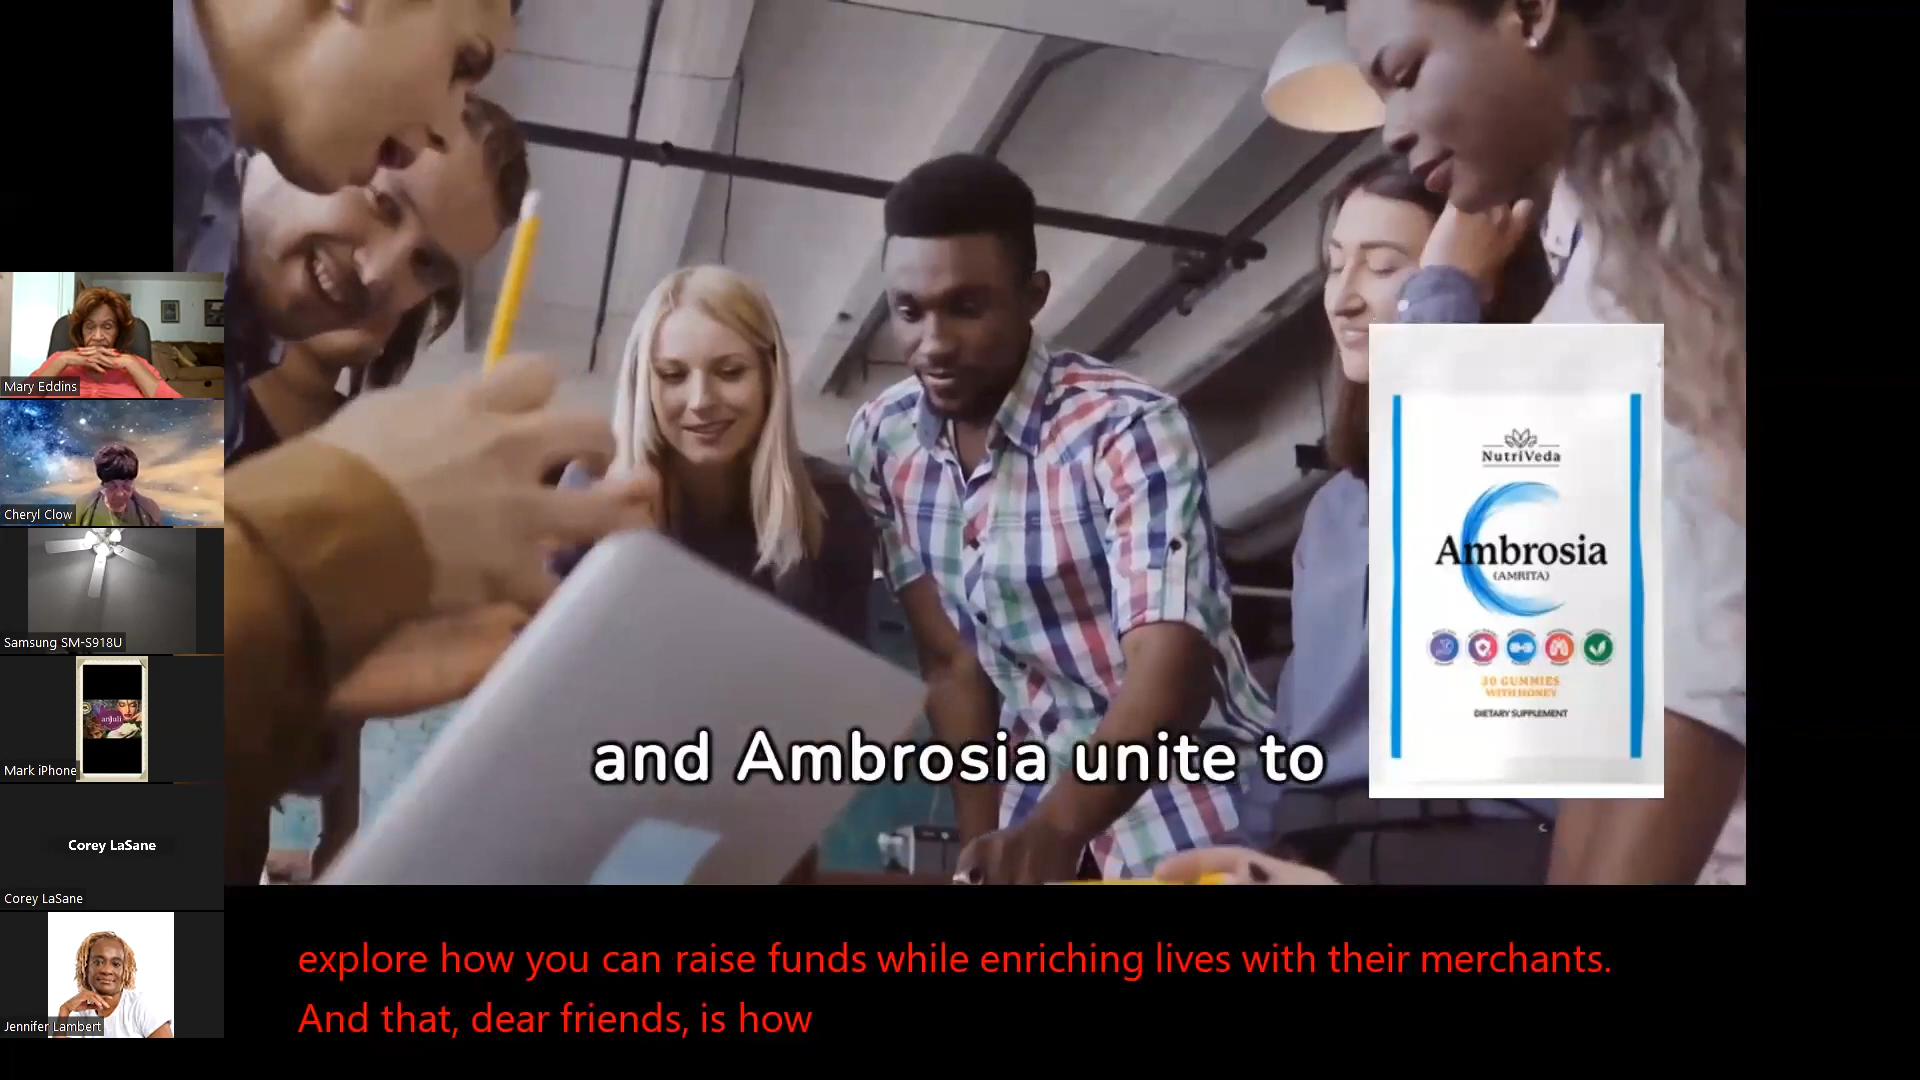 Mary Eddins
Cheryl Clow
Samsung SM-S918U
anJuli
Mark iPhone
Corey LaSane
Corey LaSane
Jennifer Lambert
NutriVeda
Ambrosia
(AMRITA)
30 GUMMIES
WITH HONEY
DIETARY SUPPLEMENT
and Ambrosia unite to
explore how you can raise funds while enriching lives with their merchants.
And that, dear friends, is how